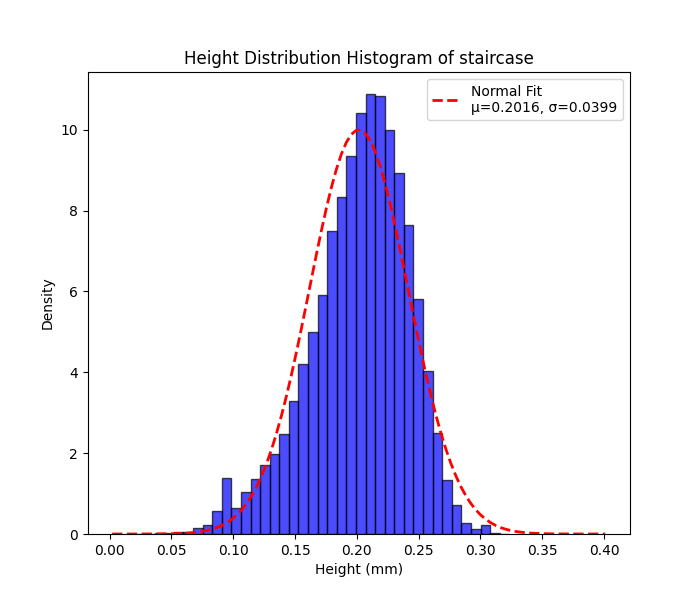 Height Distribution Histogram of staircase
Normal Fit
μ=0.2016, σ=0.0399
Density
10
8
6
4
2
0
0.00 0.05 0.10 0.15 0.20 0.25 0.30 0.35 0.40
Height (mm)